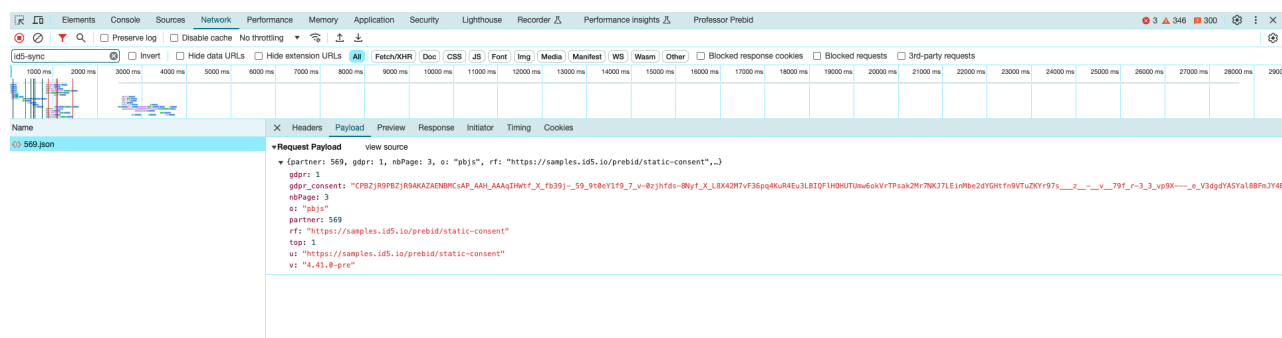 Elements Console Sources Network Performance Memory Application Security Lighthouse Recorder Performance insights Professor Prebid 3 346 300
Preserve log Disable cache No throttling
id5-sync Invert Hide data URLs Hide extension URLs All Fetch/XHR Doc CSS JS Font Img Media Manifest WS Wasm Other Blocked response cookies Blocked requests 3rd-party requests
1000 ms 2000 ms 3000 ms 4000 ms 5000 ms 6000 ms 7000 ms 8000 ms 9000 ms 10000 ms 11000 ms 12000 ms 13000 ms 14000 ms 15000 ms 16000 ms 17000 ms 18000 ms 19000 ms 20000 ms 21000 ms 22000 ms 23000 ms 24000 ms 25000 ms 26000 ms 27000 ms 28000 ms 2900
Name Headers Payload Preview Response Initiator Timing Cookies
569.json
Request Payload view source
{partner: 569, gdpr: 1, nbPage: 3, o: "pbjs", rf: "https://samples.id5.io/prebid/static-consent",…}
gdpr: 1
gdpr_consent:
nbPage: 3
o: "pbjs"
partner: 569
rf: "https://samples.id5.io/prebid/static-consent"
top: 1
u: "https://samples.id5.io/prebid/static-consent"
v: "4.41.0-pre"